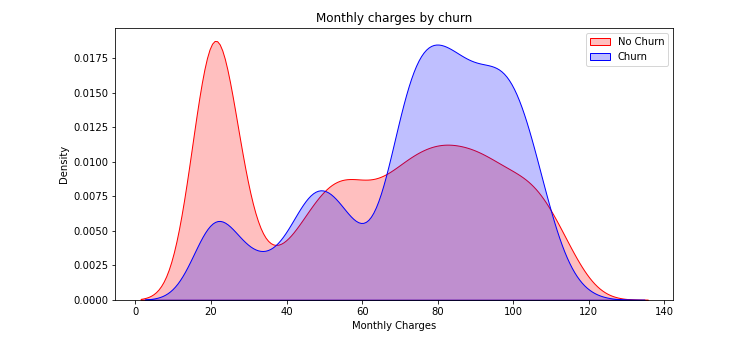 Monthly charges by churn
No Churn
Churn
0.0175
0.0150
0.0125
0.0100
0.0075
0.0050
0.0025
0.0000
Density
0 20 40 60 80 100 120 140
Monthly Charges